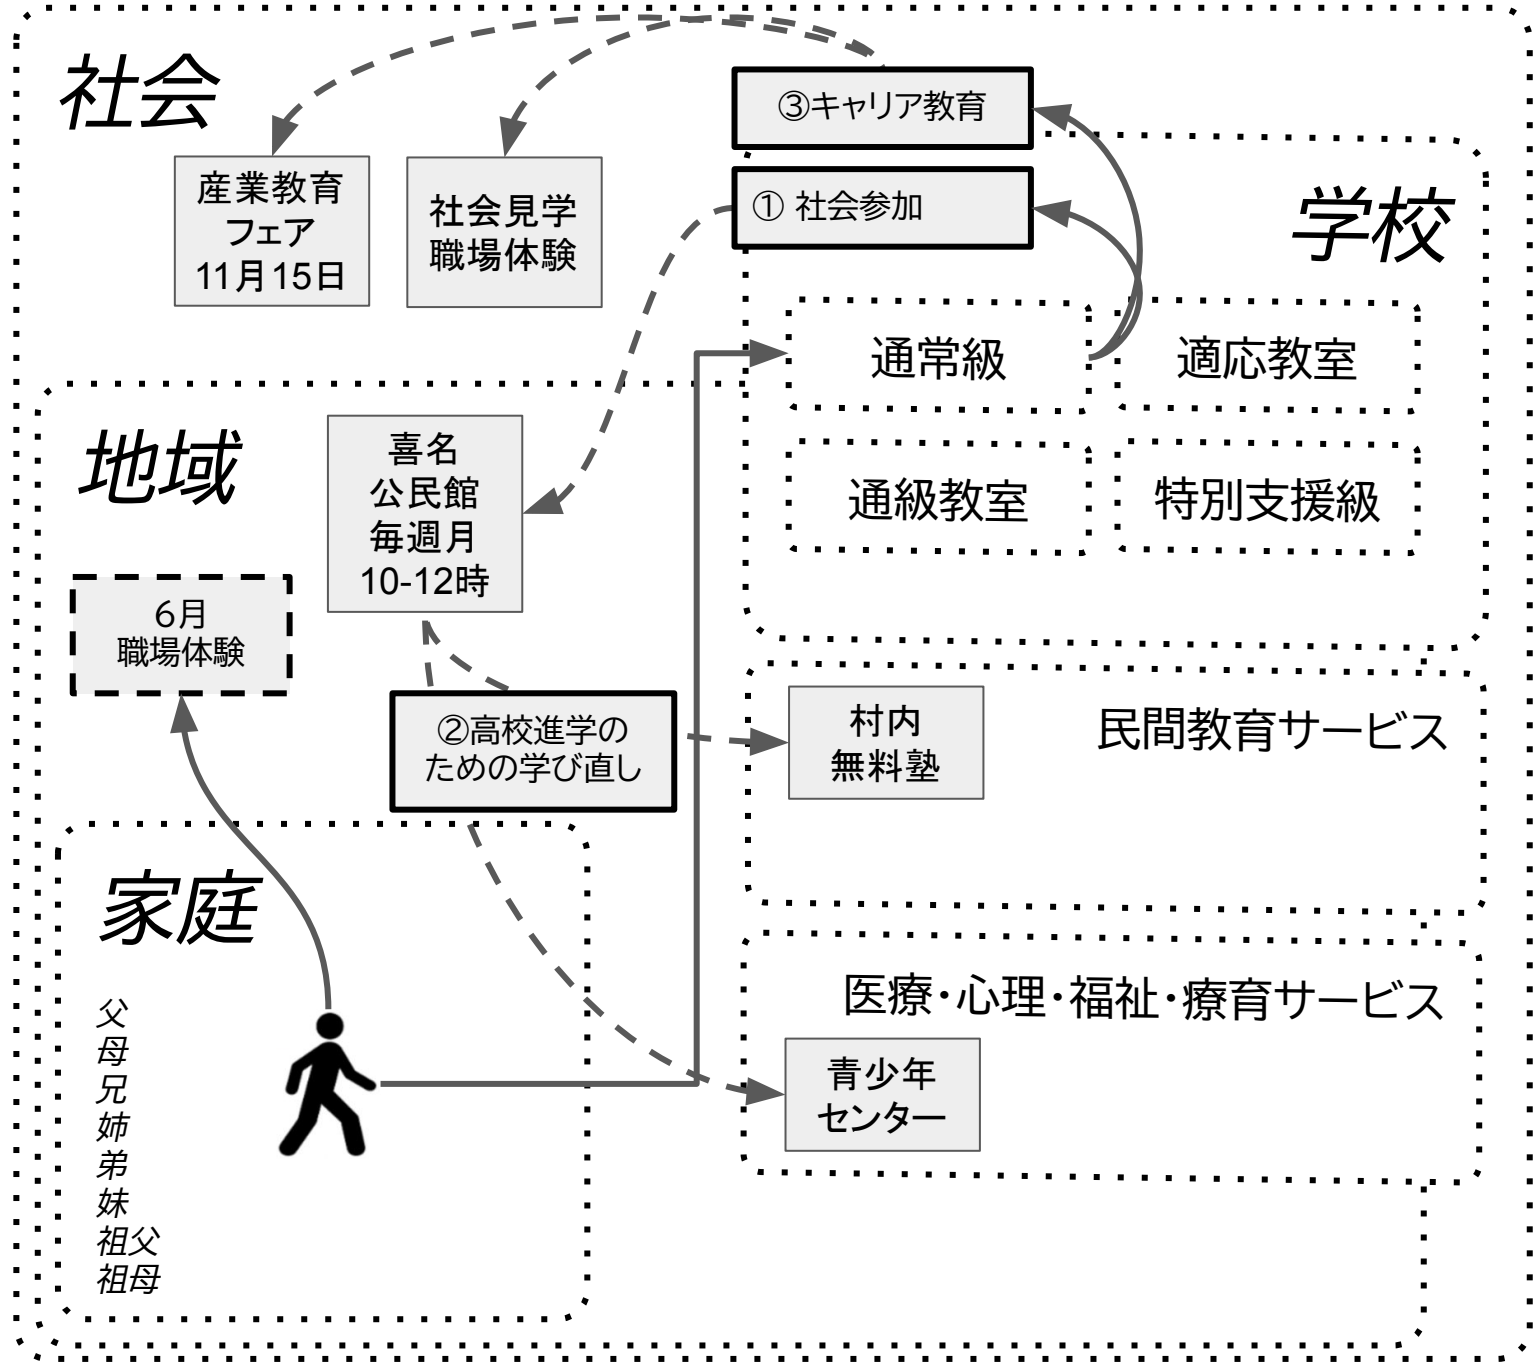 社会
③キャリア教育
産業教育
フェア
11月15日
社会見学
職場体験
① 社会参加
学校
通常級
適応教室
通級教室
特別支援級
地域
喜名
公民館
毎週月
10-12時
６月
職場体験
②高校進学の
ための学び直し
村内
無料塾
民間教育サービス
家庭
父
母
兄
姉
弟
妹
祖父
祖母
医療・心理・福祉・療育サービス
青少年
センター